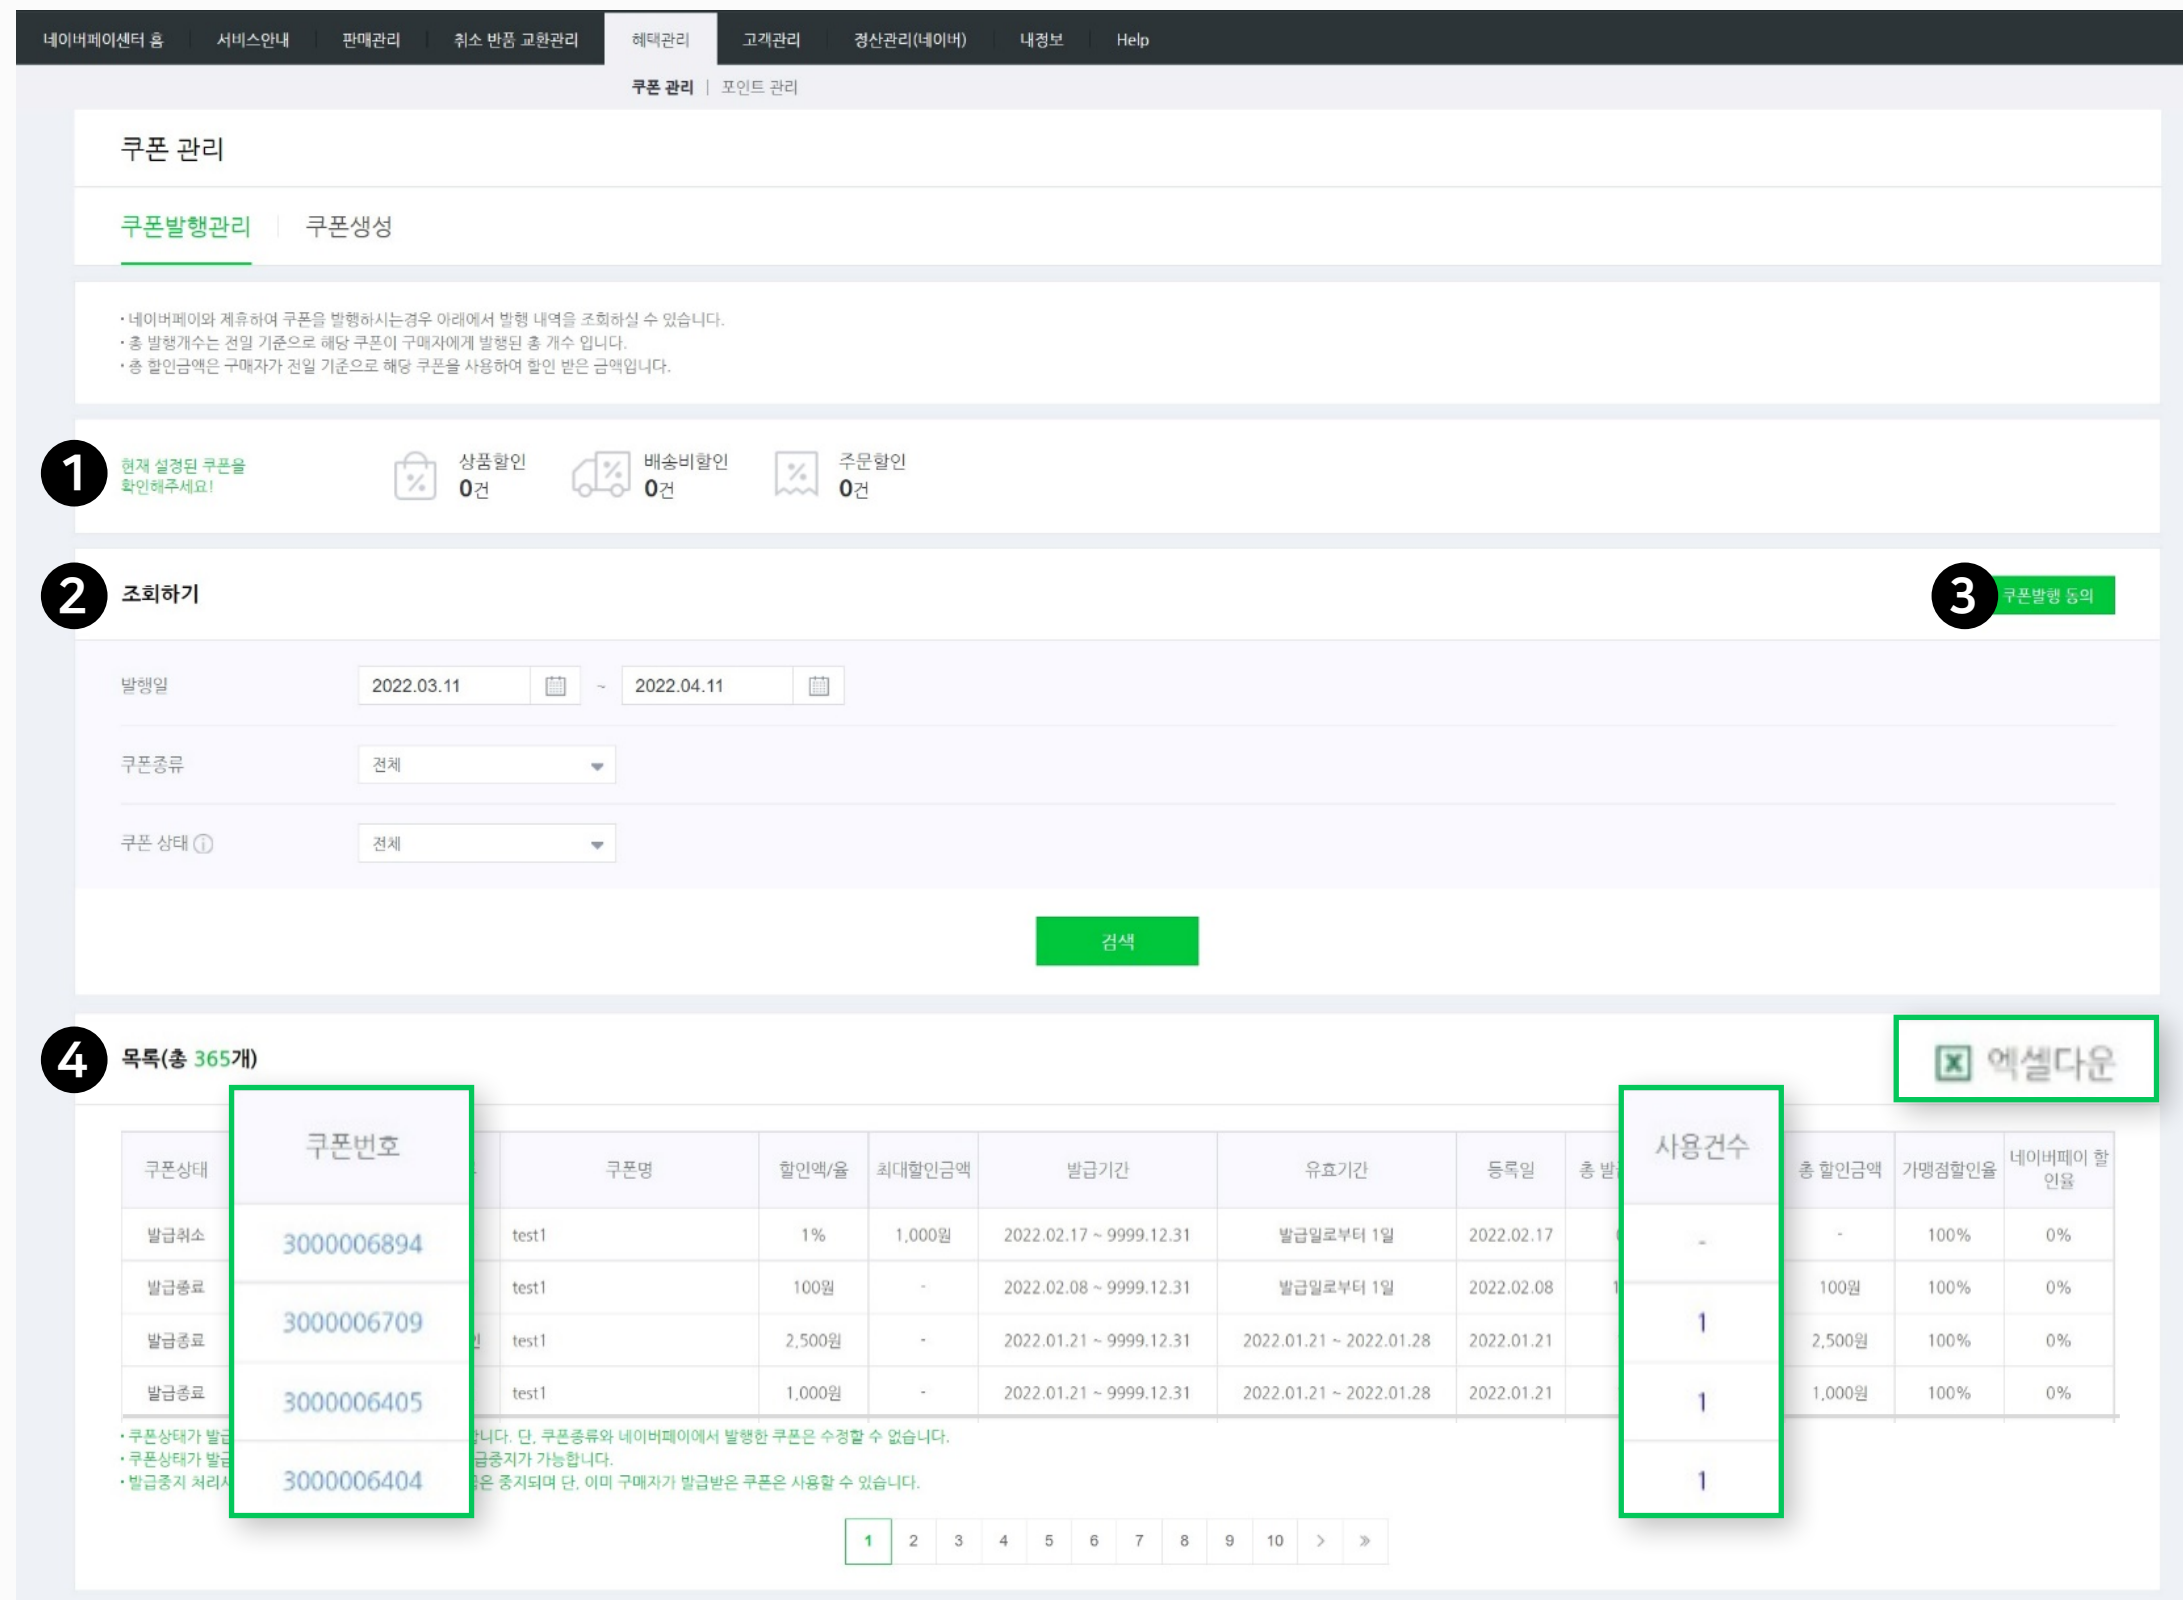 네이버페이센터 홈 서비스안내 판매관리 취소 반품 교환관리 혜택관리 고객관리 정산관리(네이버) 내정보 Help
쿠폰 관리 포인트 관리
쿠폰 관리
쿠폰발행관리 쿠폰생성
• 네이버페이와 제휴하여 쿠폰을 발행하시는경우 아래에서 발행 내역을 조회하실 수 있습니다.
• 총 발행개수는 전일 기준으로 해당 쿠폰이 구매자에게 발행된 총 개수 입니다.
• 총 할인금액은 구매자가 전일 기준으로 해당 쿠폰을 사용하여 할인 받은 금액입니다.
1 현재 설정된 쿠폰을
확인해주세요!
상품할인
0건
배송비할인
0건
주문할인
0건
2 조회하기
3 쿠폰발행 동의
발행일 2022.03.11 ~ 2022.04.11
쿠폰종류 전체
쿠폰 상태 전체
검색
4 목록(총 365개)
엑셀다운
쿠폰상태 쿠폰번호 쿠폰명 할인액/율 최대할인금액 발급기간 유효기간 등록일 총 사용건수 총 할인금액 가맹점할인율 네이버페이 할
인율
발급취소 3000006894 test1 1% 1,000원 2022.02.17 ~ 9999.12.31 발급일로부터 1일 2022.02.17 - - 100% 0%
발급종료 3000006709 test1 100원 - 2022.02.08 ~ 9999.12.31 발급일로부터 1일 2022.02.08 1 1 100원 100% 0%
발급종료 3000006405 test1 2,500원 - 2022.01.21 ~ 9999.12.31 2022.01.21 ~ 2022.01.28 2022.01.21 1 2,500원 100% 0%
발급종료 3000006404 test1 1,000원 - 2022.01.21 ~ 9999.12.31 2022.01.21 ~ 2022.01.28 2022.01.21 1 1,000원 100% 0%
• 쿠폰상태가 단, 쿠폰종류와 네이버페이에서 발행한 쿠폰은 수정할 수 없습니다.
• 쿠폰상태가 가능합니다.
• 발급중지 중지되며 단, 이미 구매자가 발급받은 쿠폰은 사용할 수 있습니다.
1 2 3 4 5 6 7 8 9 10 > »